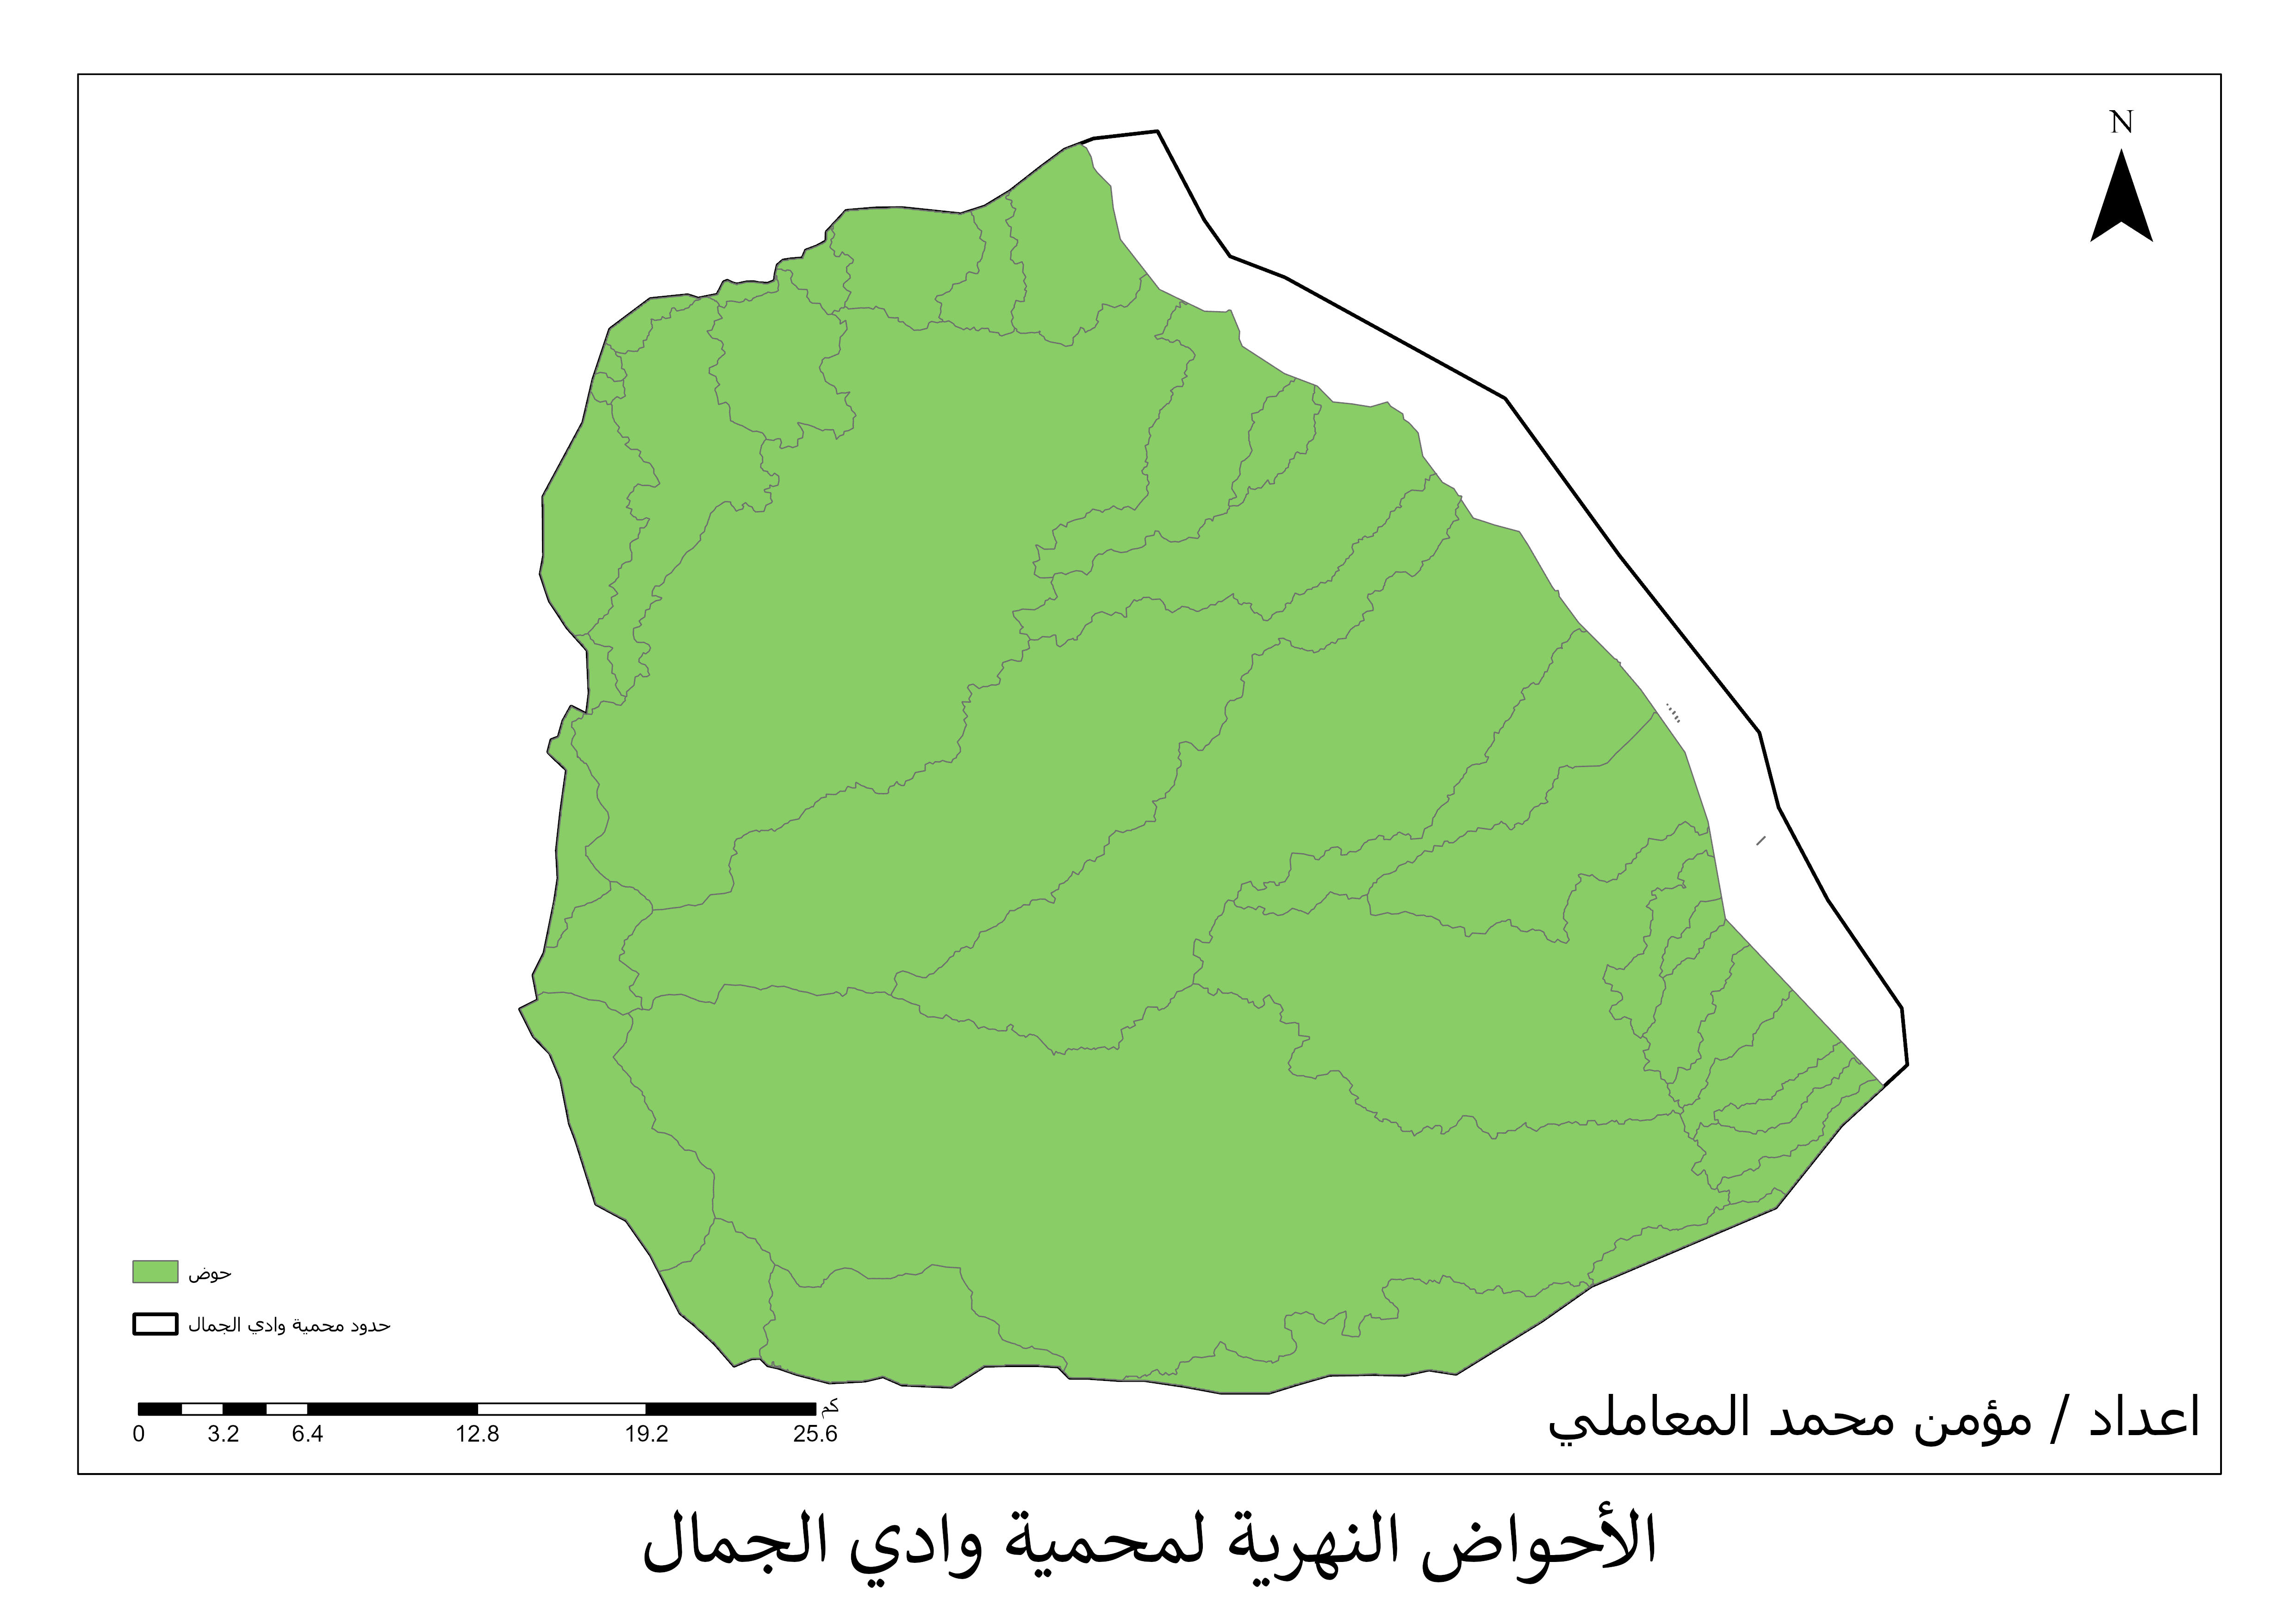 N
حوض
حدود محمية وادي الجمال
كم
0 3.2 6.4 12.8 19.2 25.6
اعداد / مؤمن محمد المعاملي
الأحواض النهرية لمحمية وادي الجمال